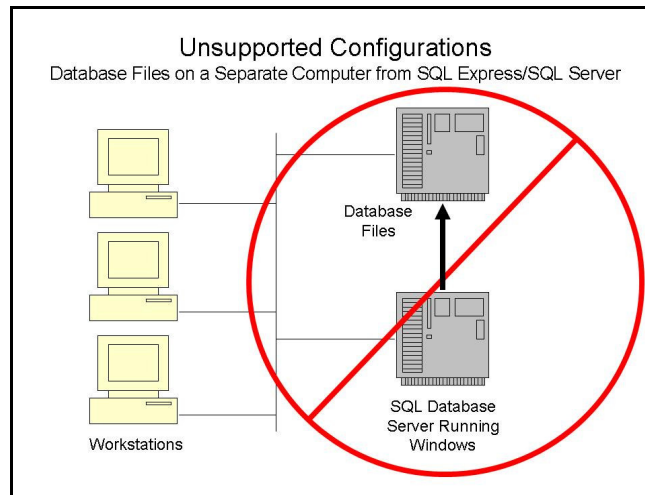 Unsupported Configurations
Database Files on a Separate Computer from SQL Express/SQL Server
Database
Files
SQL Database
Server Running
Windows
Workstations